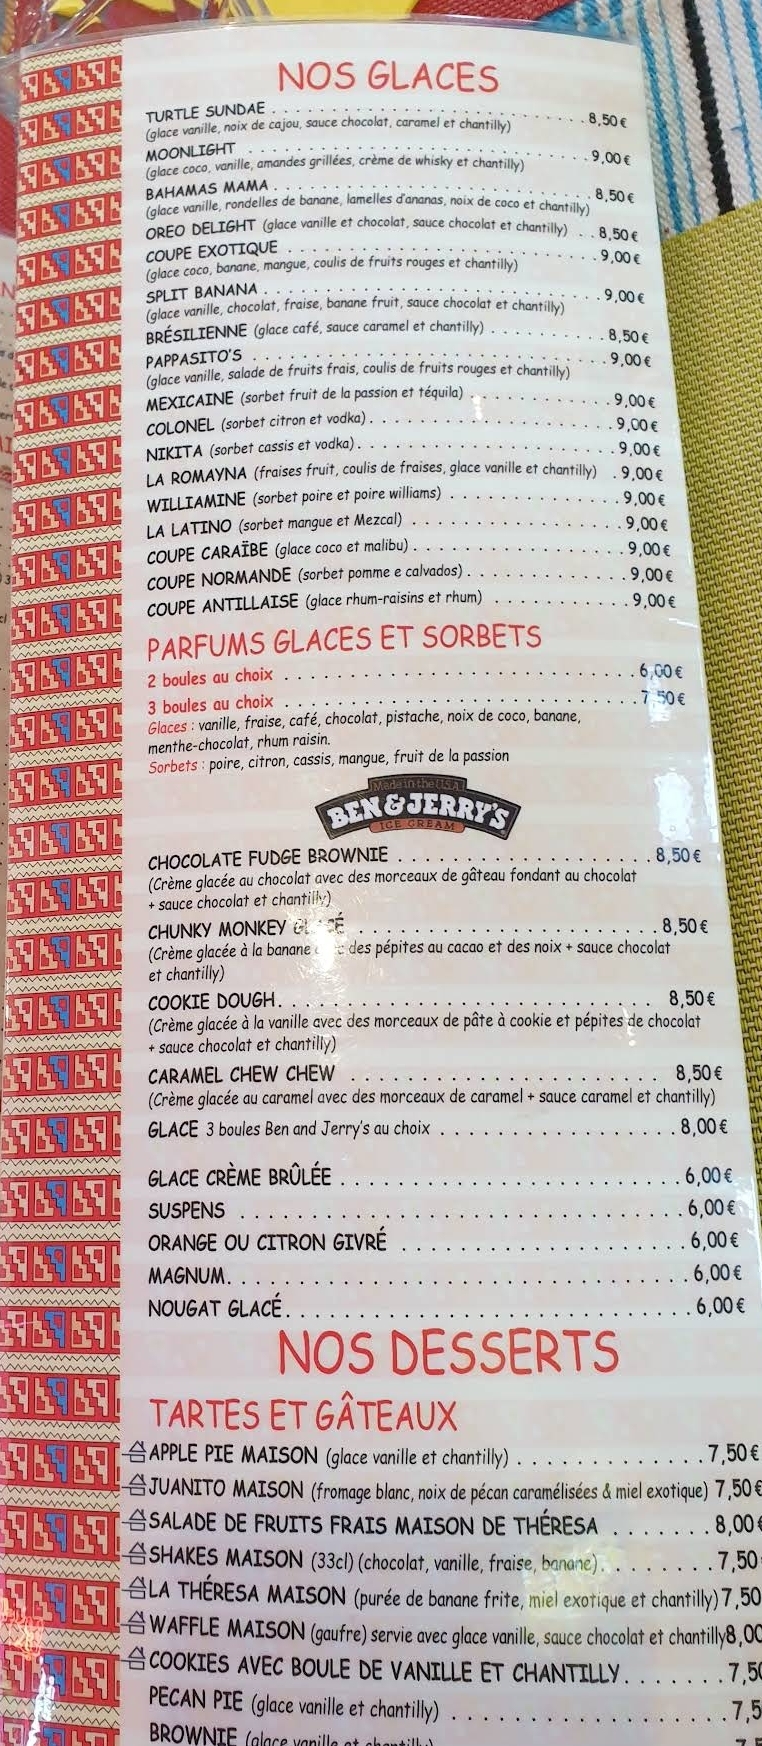 NOS GLACES
TURTLE SUNDAE . . . . . . . . . . . . . . . . . . . . . . . . . . . . . . . 8,50 €
(glace vanille, noix de cajou, sauce chocolat, caramel et chantilly)
MOONLIGHT . . . . . . . . . . . . . . . . . . . . . . . . . . . . . . . . . 9,00 €
(glace coco, vanille, amandes grillées, crème de whisky et chantilly)
BAHAMAS MAMA . . . . . . . . . . . . . . . . . . . . . . . . . . . . . . 8,50 €
(glace vanille, rondelles de banane, lamelles d'ananas, noix de coco et chantilly)
OREO DELIGHT (glace vanille et chocolat, sauce chocolat et chantilly) . . 8,50 €
COUPE EXOTIQUE . . . . . . . . . . . . . . . . . . . . . . . . . . . . . 9,00 €
(glace coco, banane, mangue, coulis de fruits rouges et chantilly)
SPLIT BANANA . . . . . . . . . . . . . . . . . . . . . . . . . . . . . . . 9,00 €
(glace vanille, chocolat, fraise, banane fruit, sauce chocolat et chantilly)
BRÉSILIENNE (glace café, sauce caramel et chantilly) . . . . . . . . . . 8,50 €
PAPPASITO'S . . . . . . . . . . . . . . . . . . . . . . . . . . . . . . . . 9,00 €
(glace vanille, salade de fruits frais, coulis de fruits rouges et chantilly)
MEXICAINE (sorbet fruit de la passion et téquila) . . . . . . . . . . . . 9,00 €
COLONEL (sorbet citron et vodka) . . . . . . . . . . . . . . . . . . . . . 9,00 €
NIKITA (sorbet cassis et vodka) . . . . . . . . . . . . . . . . . . . . . . 9,00 €
LA ROMAYNA (fraises fruit, coulis de fraises, glace vanille et chantilly) . 9,00 €
WILLIAMINE (sorbet poire et poire williams) . . . . . . . . . . . . . . . 9,00 €
LA LATINO (sorbet mangue et Mezcal) . . . . . . . . . . . . . . . . . . 9,00 €
COUPE CARAÏBE (glace coco et malibu) . . . . . . . . . . . . . . . . . . 9,00 €
COUPE NORMANDE (sorbet pomme e calvados) . . . . . . . . . . . . . . 9,00 €
COUPE ANTILLAISE (glace rhum-raisins et rhum) . . . . . . . . . . . . 9,00 €
PARFUMS GLACES ET SORBETS
2 boules au choix . . . . . . . . . . . . . . . . . . . . . . . . . . . . . 6,00 €
3 boules au choix . . . . . . . . . . . . . . . . . . . . . . . . . . . . . 7,50 €
Glaces : vanille, fraise, café, chocolat, pistache, noix de coco, banane,
menthe-chocolat, rhum raisin.
Sorbets : poire, citron, cassis, mangue, fruit de la passion
Made in the U.S.A.
BEN & JERRY'S
ICE CREAM
CHOCOLATE FUDGE BROWNIE . . . . . . . . . . . . . . . . . . . . . . 8,50 €
(Crème glacée au chocolat avec des morceaux de gâteau fondant au chocolat
+ sauce chocolat et chantilly)
CHUNKY MONKEY . . . . . . . . . . . . . . . . . . . . . . . . . 8,50 €
(Crème glacée à la banane des pépites au cacao et des noix + sauce chocolat
et chantilly)
COOKIE DOUGH . . . . . . . . . . . . . . . . . . . . . . . . . . . . . . 8,50 €
(Crème glacée à la vanille avec des morceaux de pâte à cookie et pépites de chocolat
+ sauce chocolat et chantilly)
CARAMEL CHEW CHEW . . . . . . . . . . . . . . . . . . . . . . . . . 8,50 €
(Crème glacée au caramel avec des morceaux de caramel + sauce caramel et chantilly)
GLACE 3 boules Ben and Jerry's au choix . . . . . . . . . . . . . . . . . 8,00 €
GLACE CRÈME BRÛLÉE . . . . . . . . . . . . . . . . . . . . . . . . . 6,00 €
SUSPENS . . . . . . . . . . . . . . . . . . . . . . . . . . . . . . . . . 6,00 €
ORANGE OU CITRON GIVRÉ . . . . . . . . . . . . . . . . . . . . . . 6,00 €
MAGNUM . . . . . . . . . . . . . . . . . . . . . . . . . . . . . . . . . . 6,00 €
NOUGAT GLACÉ . . . . . . . . . . . . . . . . . . . . . . . . . . . . . . 6,00 €
NOS DESSERTS
TARTES ET GÂTEAUX
APPLE PIE MAISON (glace vanille et chantilly) . . . . . . . . . . . . . 7,50 €
JUANITO MAISON (fromage blanc, noix de pécan caramélisées & miel exotique) 7,50 €
SALADE DE FRUITS FRAIS MAISON DE THÉRESA . . . . . . . 8,00 €
SHAKES MAISON (33cl) (chocolat, vanille, fraise, banane) . . . . . . . . 7,50
LA THÉRESA MAISON (purée de banane frite, miel exotique et chantilly) 7,50
WAFFLE MAISON (gaufre) servie avec glace vanille, sauce chocolat et chantilly 8,00
COOKIES AVEC BOULE DE VANILLE ET CHANTILLY . . . . . . . 7,50
PECAN PIE (glace vanille et chantilly) . . . . . . . . . . . . . . . . . 7,5
BROWNIE (glace vanille et chantilly)